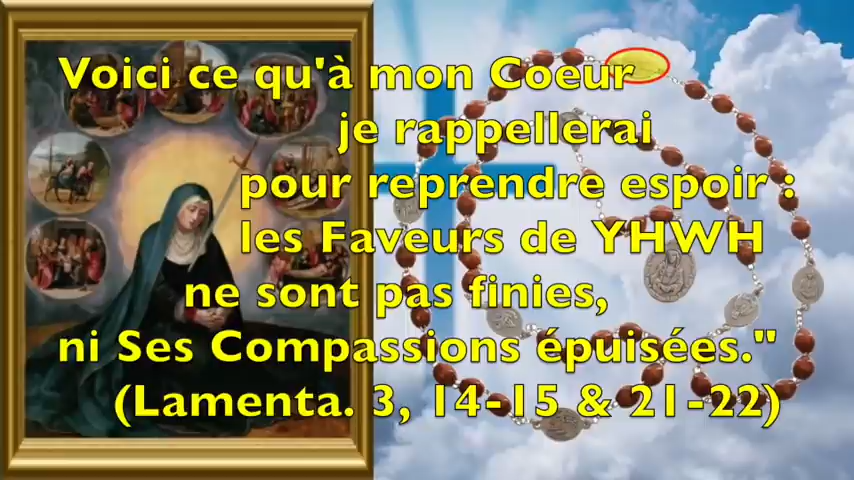 Voici ce qu'à mon Coeur
je rappellerai
pour reprendre espoir :
les Faveurs de YHWH
ne sont pas finies,
ni Ses Compassions épuisées."
(Lamenta. 3, 14-15 & 21-22)